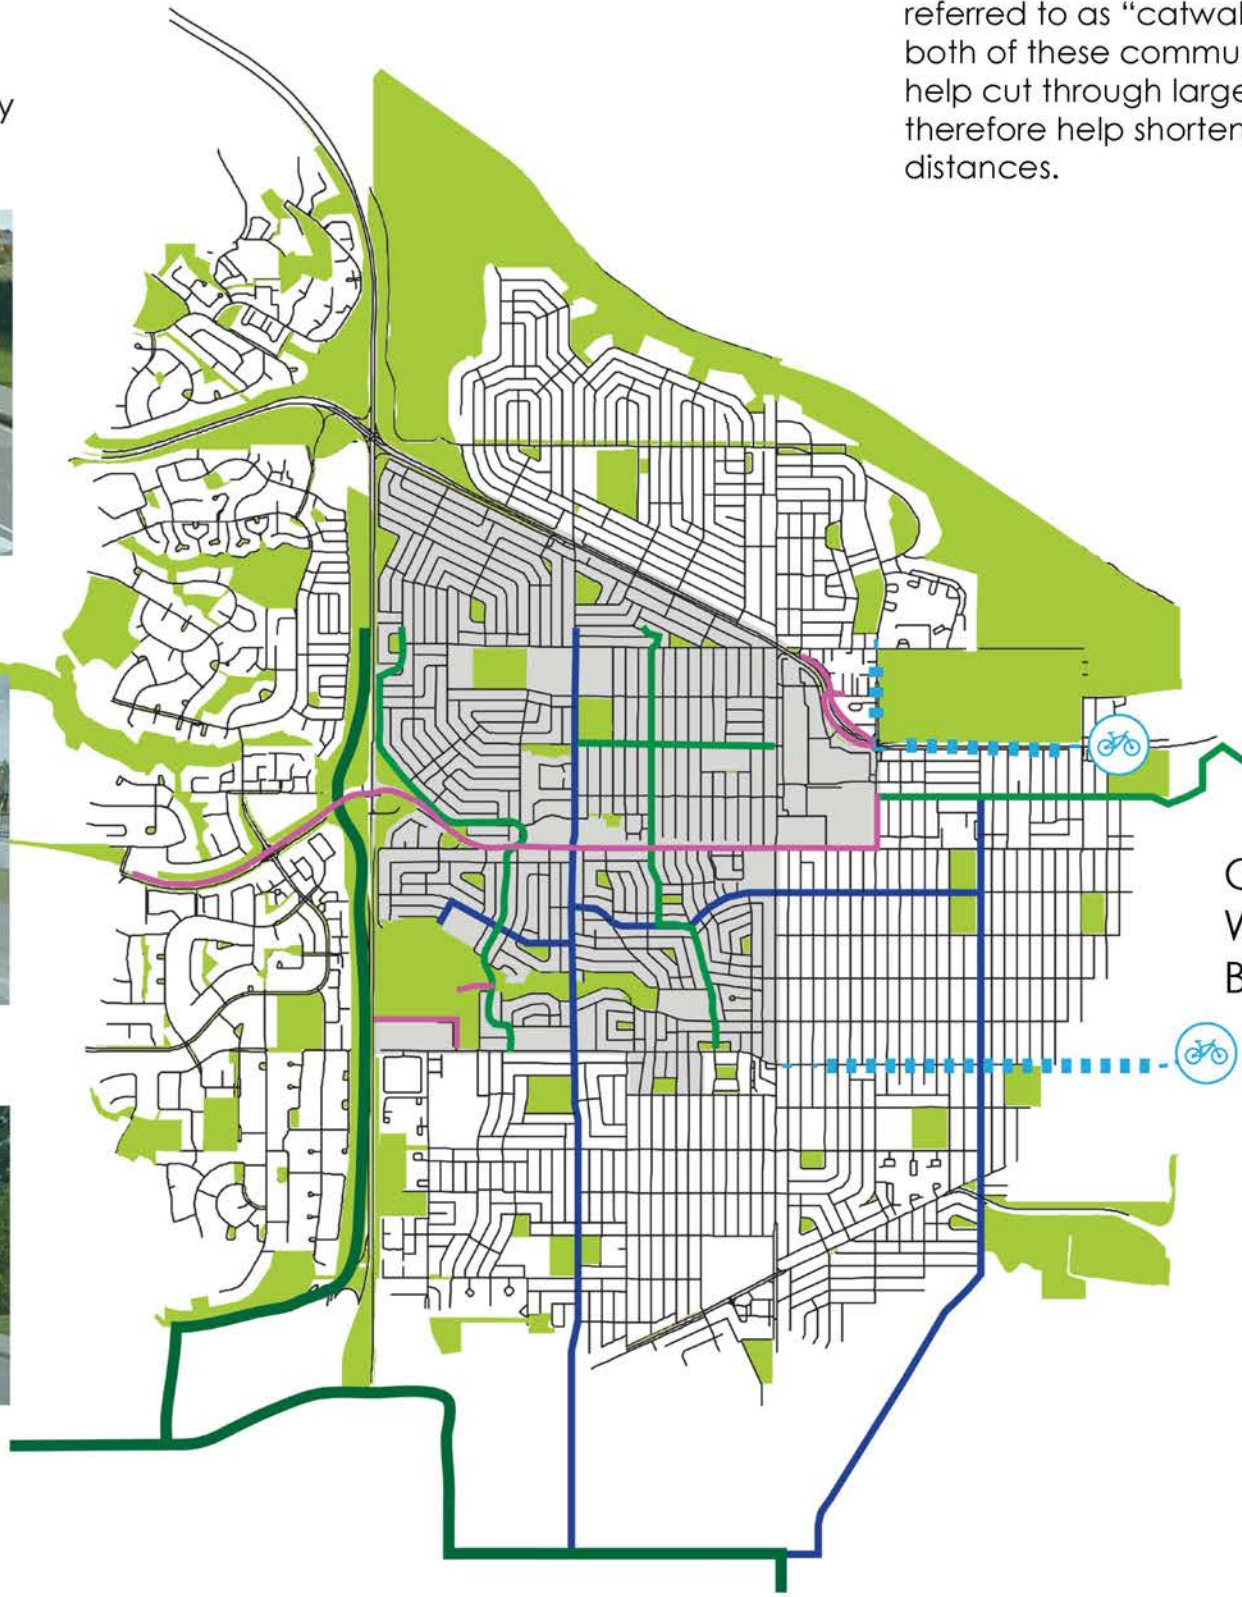 referred to as “catwal
both of these commu
help cut through large
therefore help shorten
distances.
y